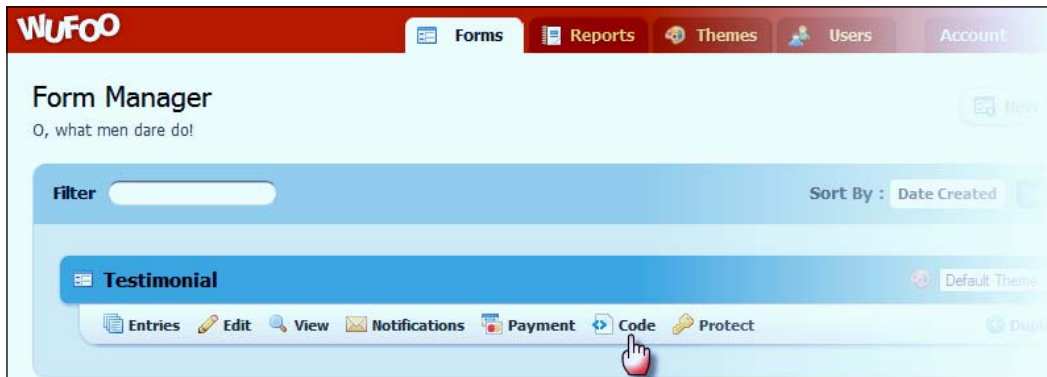 WUFOO
Forms Reports Themes Users Account
Form Manager
New
O, what men dare do!
Filter Sort By : Date Created
Testimonial Default Theme
Entries Edit View Notifications Payment Code Protect